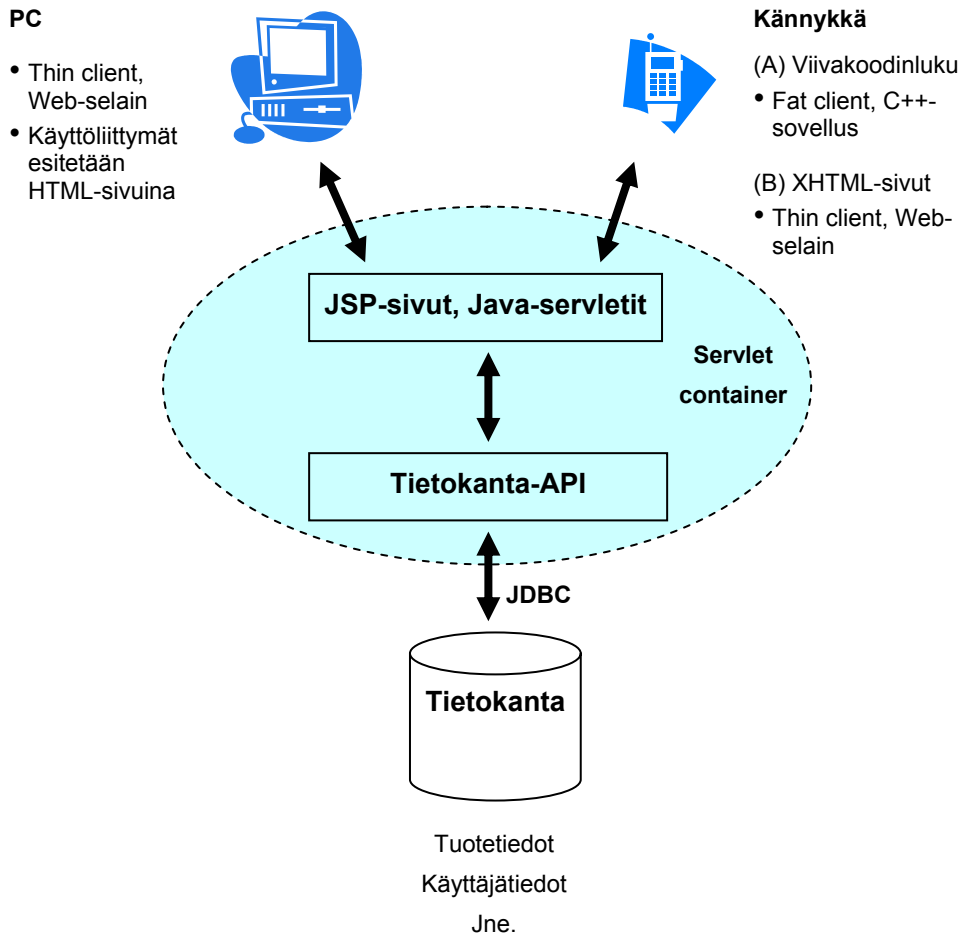 PC
• Thin client,
Web-selain
• Käyttöliittymät
esitetään
HTML-sivuina
Kännykkä
(A) Viivakoodinluku
• Fat client, C++-
sovellus
(B) XHTML-sivut
• Thin client, Web-
selain
JSP-sivut, Java-servletit
Servlet
container
Tietokanta-API
JDBC
Tietokanta
Tuotetiedot
Käyttäjätiedot
Jne.